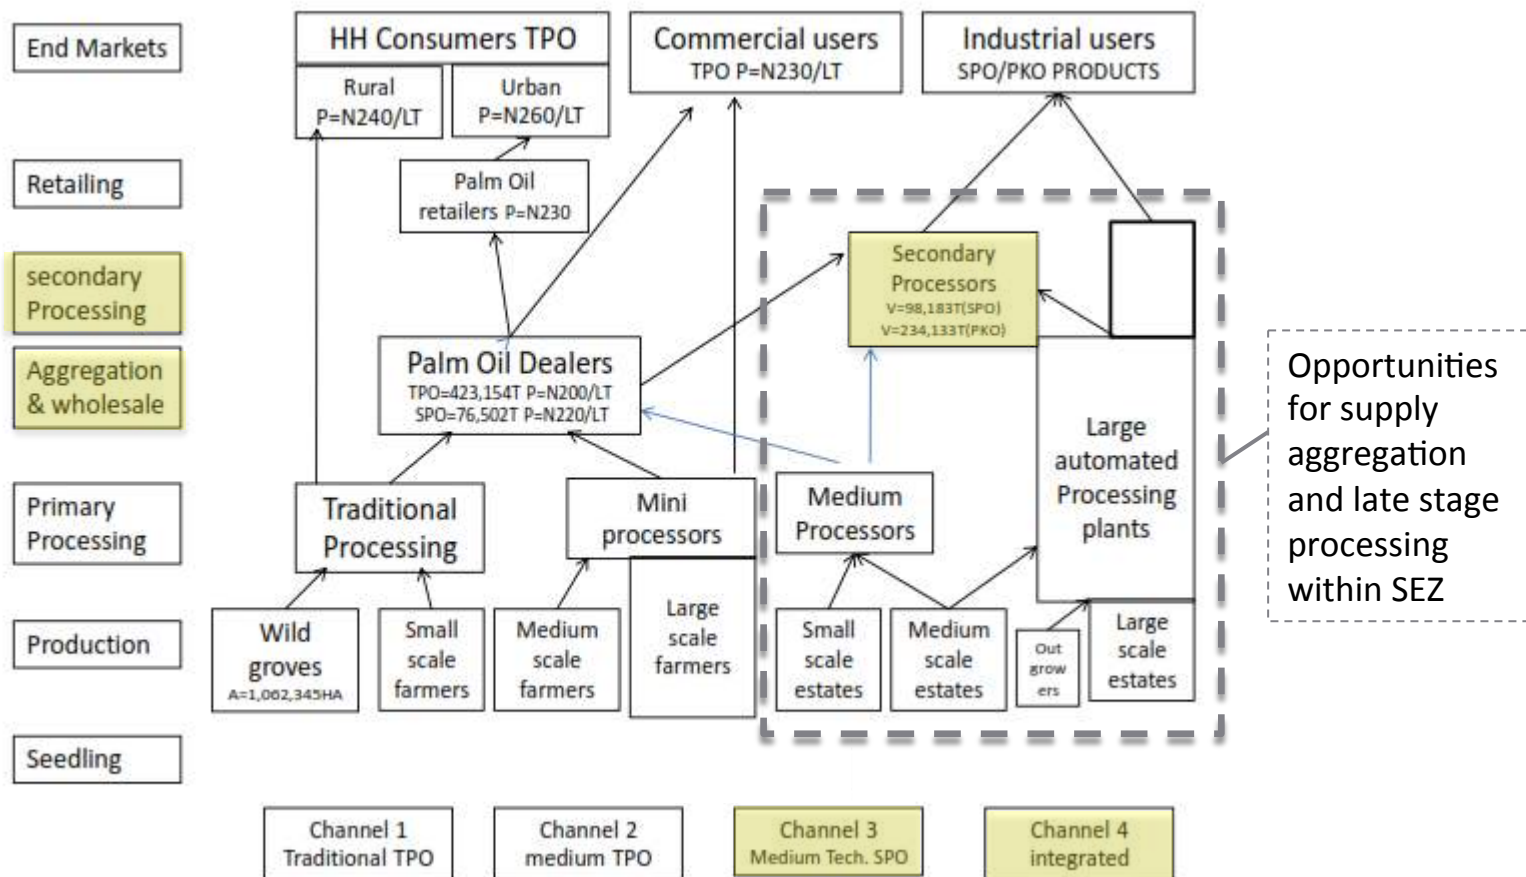 End Markets
HH Consumers TPO
Rural
P=N240/LT
Urban
P=N260/LT
Commercial users
TPO P=N230/LT
Industrial users
SPO/PKO PRODUCTS
Retailing
Palm Oil
retailers P=N230
secondary
Processing
Secondary
Processors
V=98,183T(SPO)
V=234,133T(PKO)
Aggregation
& wholesale
Palm Oil Dealers
TPO=423,154T P=N200/LT
SPO=76,502T P=N220/LT
Large
automated
Processing
plants
Opportunities
for supply
aggregation
and late stage
processing
within SEZ
Primary
Processing
Traditional
Processing
Mini
processors
Medium
Processors
Production
Wild
groves
A=1,062,345HA
Small
scale
farmers
Medium
scale
farmers
Large
scale
farmers
Small
scale
estates
Medium
scale
estates
Out
grow
ers
Large
scale
estates
Seedling
Channel 1
Traditional TPO
Channel 2
medium TPO
Channel 3
Medium Tech. SPO
Channel 4
integrated